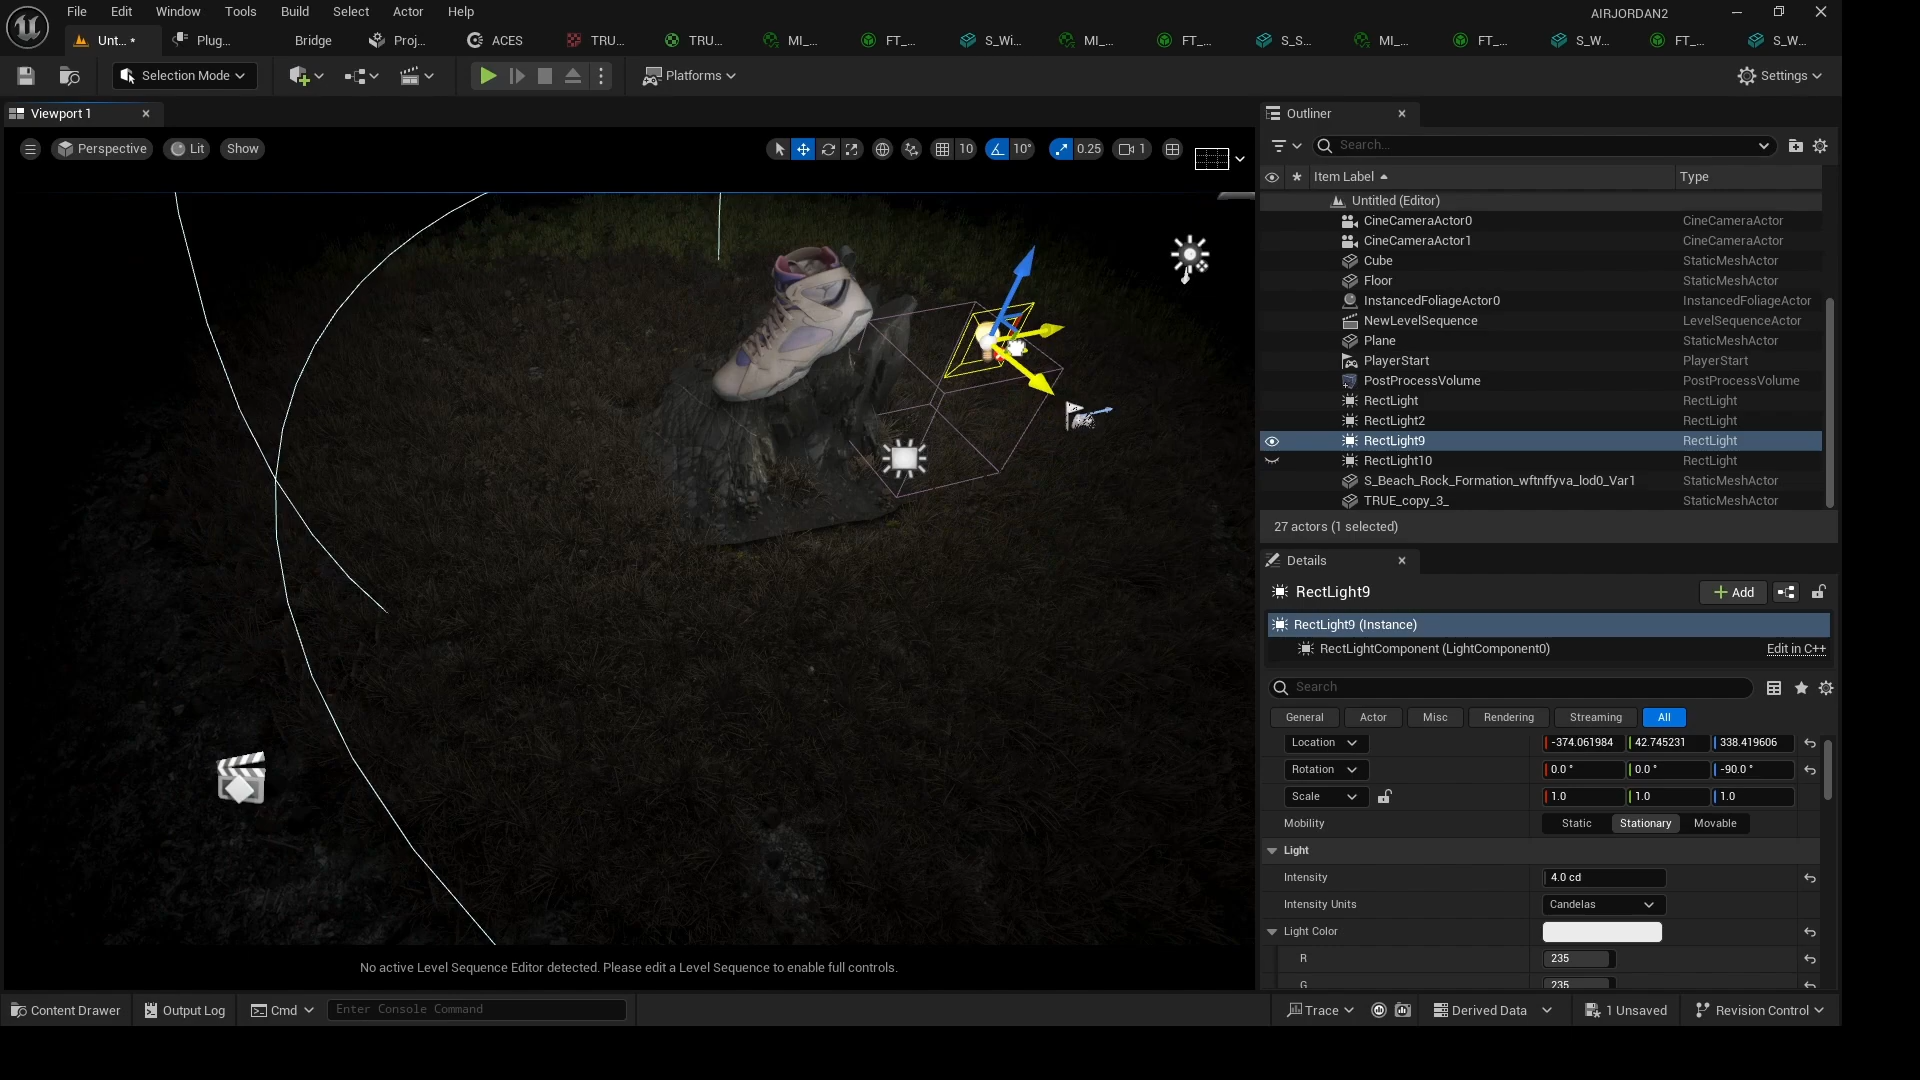 File Edit Window Tools Build Select Actor Help
AIRJORDAN2
Unt... *
Plug...
Bridge
Proj...
ACES
TRU...
TRU...
MI_...
FT_...
S_Wi...
MI_...
FT_...
S_S...
MI_...
FT_...
S_W...
FT_...
S_W...
Selection Mode
Platforms
Settings
Viewport 1
Perspective
Lit
Show
10
10°
0.25
1
No active Level Sequence Editor detected. Please edit a Level Sequence to enable full controls.
Outliner
Search...
Item Label Type
Untitled (Editor)
CineCameraActor0 CineCameraActor
CineCameraActor1 CineCameraActor
Cube StaticMeshActor
Floor StaticMeshActor
InstancedFoliageActor0 InstancedFoliageActor
NewLevelSequence LevelSequenceActor
Plane StaticMeshActor
PlayerStart PlayerStart
PostProcessVolume PostProcessVolume
RectLight RectLight
RectLight2 RectLight
RectLight9 RectLight
RectLight10 RectLight
S_Beach_Rock_Formation_wftnffyva_lod0_Var1 StaticMeshActor
TRUE_copy_3_ StaticMeshActor
27 actors (1 selected)
Details
RectLight9
Add
RectLight9 (Instance)
RectLightComponent (LightComponent0) Edit in C++
Search
General Actor Misc Rendering Streaming All
Location -374.061984 42.745231 338.419606
Rotation 0.0 ° 0.0 ° -90.0 °
Scale 1.0 1.0 1.0
Mobility Static Stationary Movable
Light
Intensity 4.0 cd
Intensity Units Candelas
Light Color
R 235
G 235
Content Drawer
Output Log
Cmd
Enter Console Command
Trace
Derived Data
1 Unsaved
Revision Control